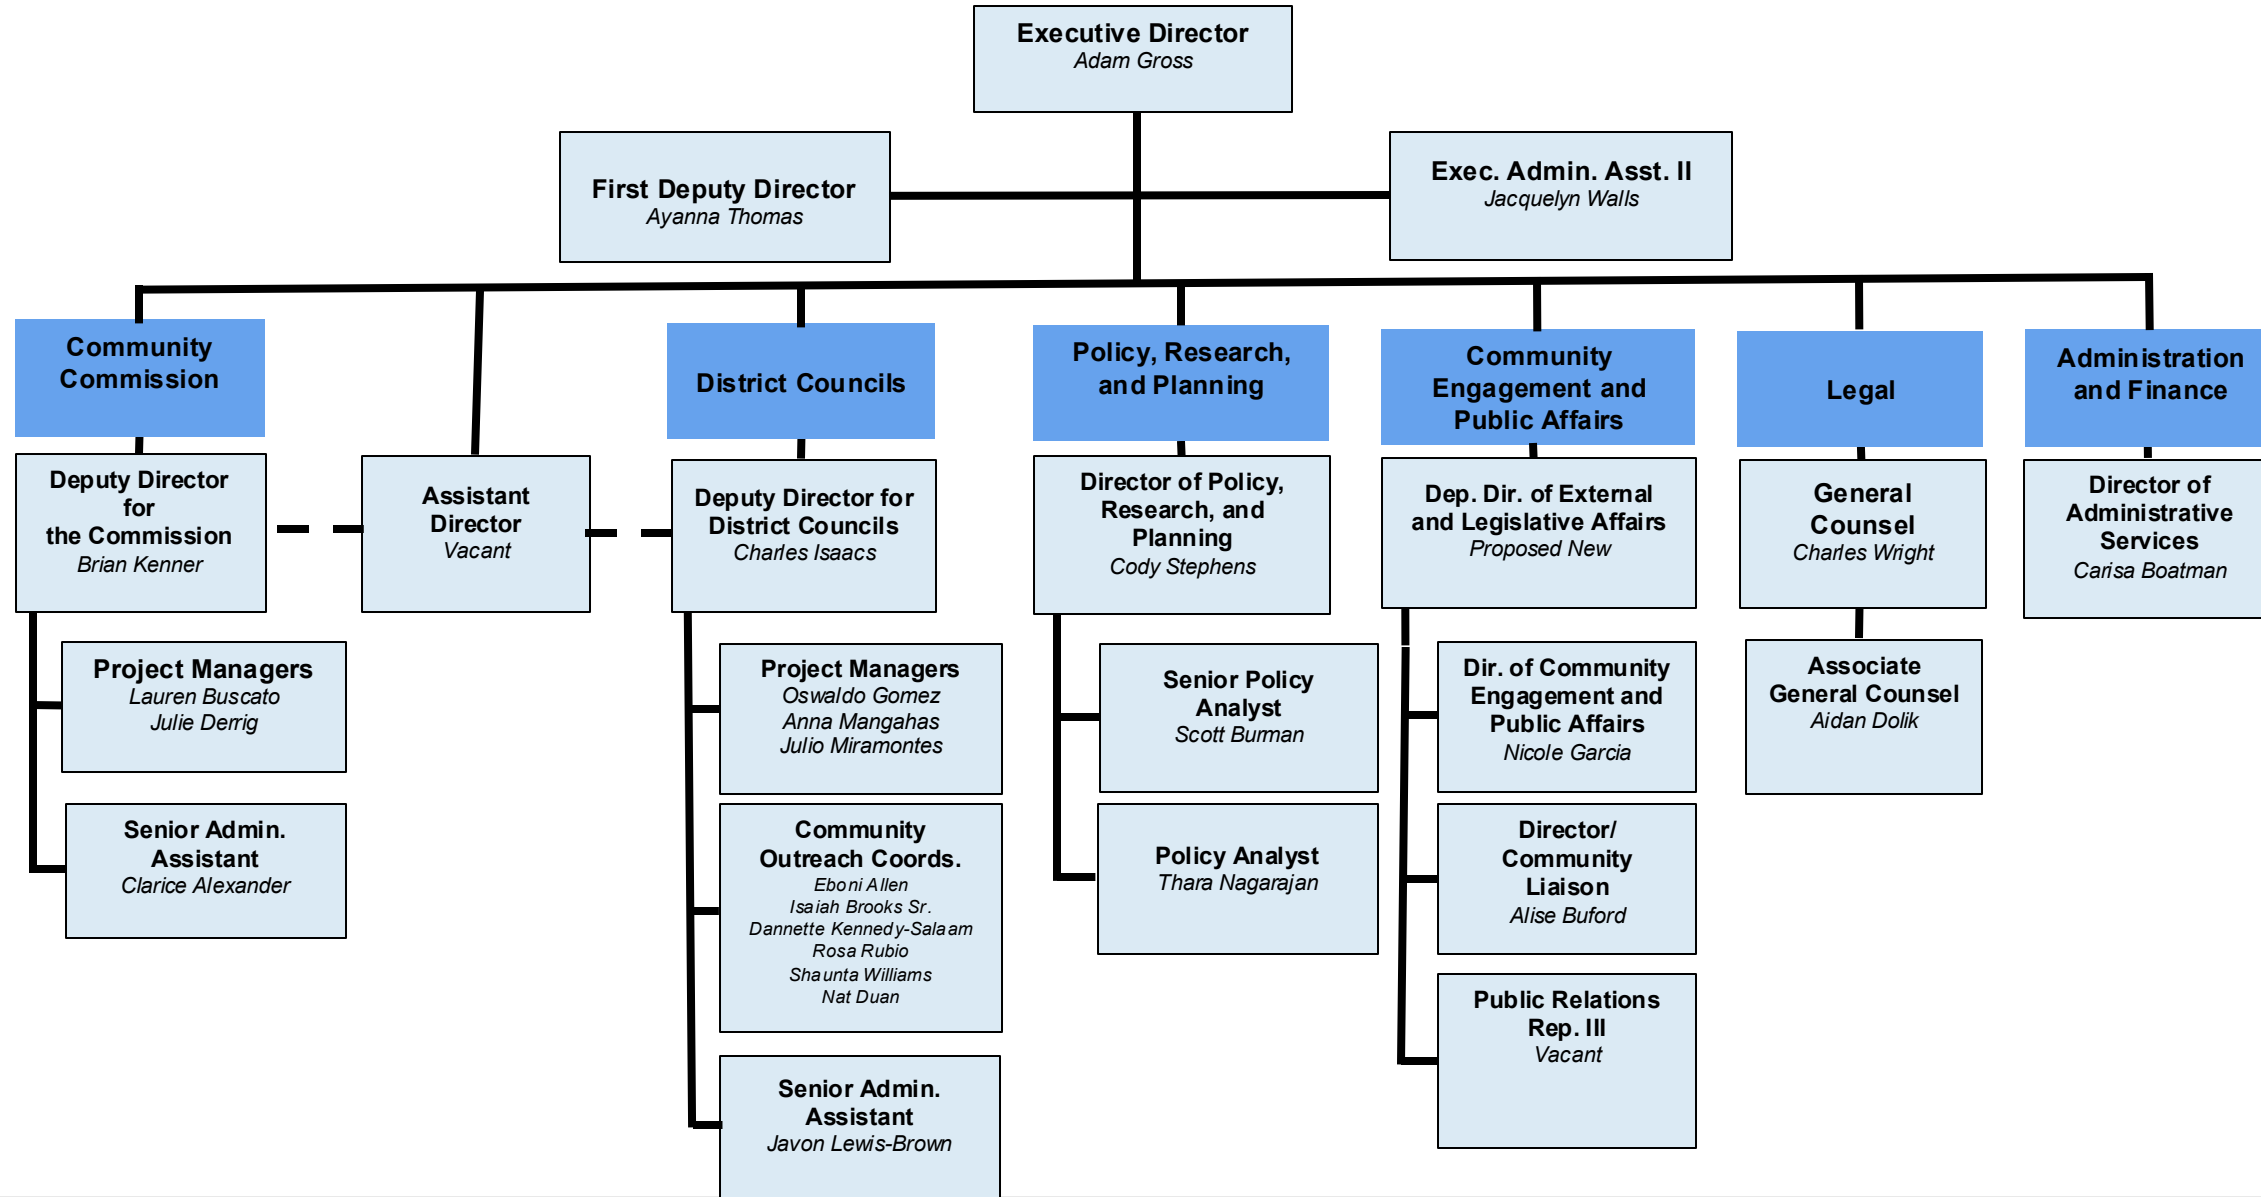 Executive Director
Adam Gross
First Deputy Director
Ayanna Thomas
Exec. Admin. Asst. II
Jacquelyn Walls
Community
Commission
District Councils
Policy, Research,
and Planning
Community
Engagement and
Public Affairs
Legal
Administration
and Finance
Deputy Director
for
the Commission
Brian Kenner
Assistant
Director
Vacant
Deputy Director for
District Councils
Charles Isaacs
Director of Policy,
Research, and
Planning
Cody Stephens
Dep. Dir. of External
and Legislative Affairs
Proposed New
General
Counsel
Charles Wright
Director of
Administrative
Services
Carisa Boatman
Project Managers
Lauren Buscato
Julie Derrig
Senior Admin.
Assistant
Clarice Alexander
Project Managers
Oswaldo Gomez
Anna Mangahas
Julio Miramontes
Community
Outreach Coords.
Eboni Allen
Isaiah Brooks Sr.
Dannette Kennedy-Salaam
Rosa Rubio
Shaunta Williams
Nat Duan
Senior Admin.
Assistant
Javon Lewis-Brown
Senior Policy
Analyst
Scott Burman
Policy Analyst
Thara Nagarajan
Dir. of Community
Engagement and
Public Affairs
Nicole Garcia
Director/
Community
Liaison
Alise Buford
Public Relations
Rep. III
Vacant
Associate
General Counsel
Aidan Dolik